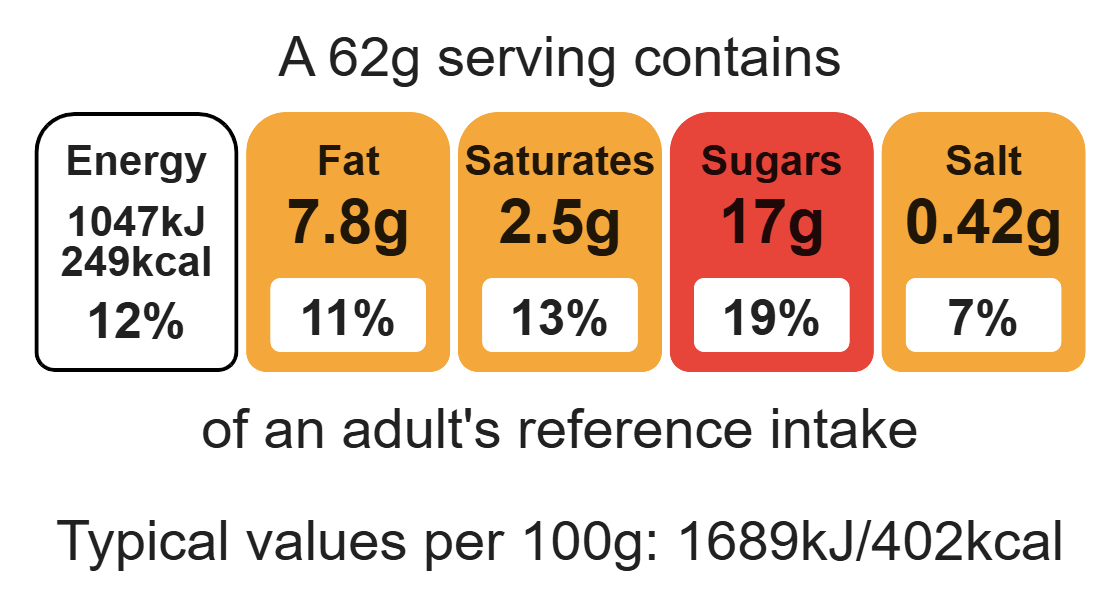 A 62g serving contains
Energy Fat Saturates Sugars Salt
1047kJ 7.8g 2.5g 17g 0.42g
249kcal
12% 11% 13% 19% 7%
of an adult's reference intake
Typical values per 100g: 1689kJ/402kcal